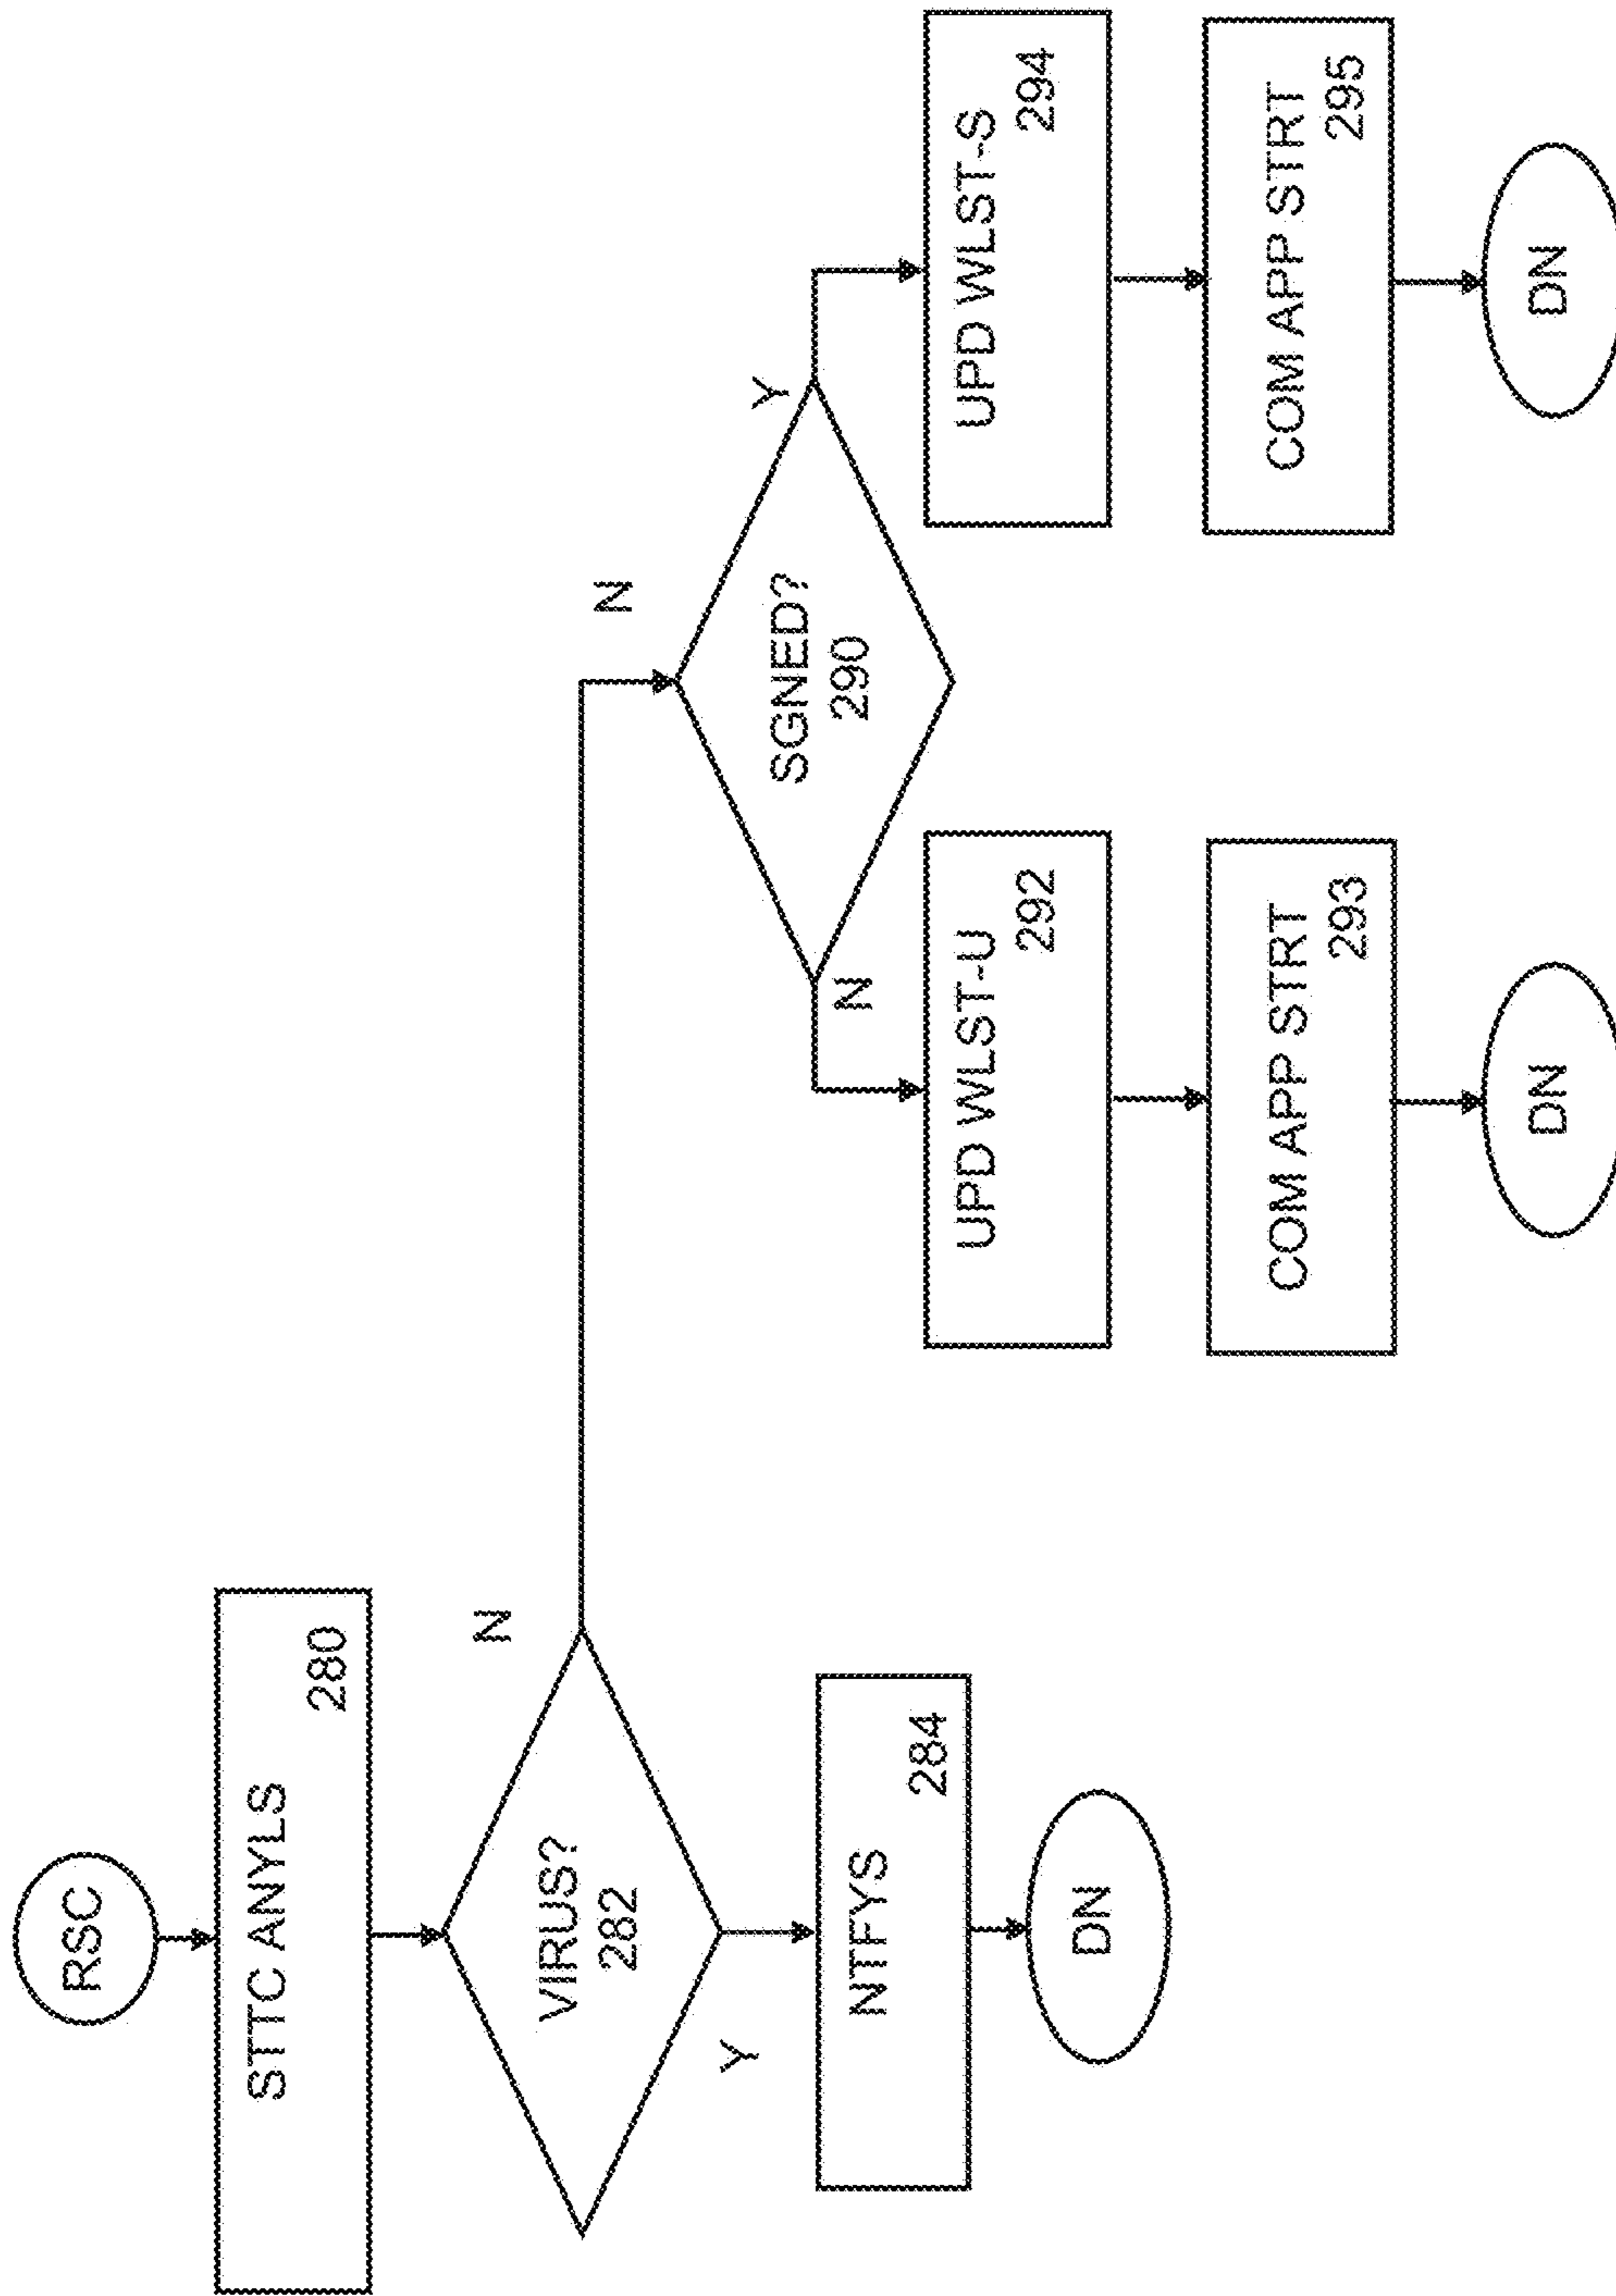 RSC
STTC ANYLS
280
VIRUS?
282
N
Y
NTFYS
284
DN
N
SGNED?
290
N
Y
UPD WLST-U
292
COM APP STRT
293
DN
UPD WLST-S
294
COM APP STRT
295
DN